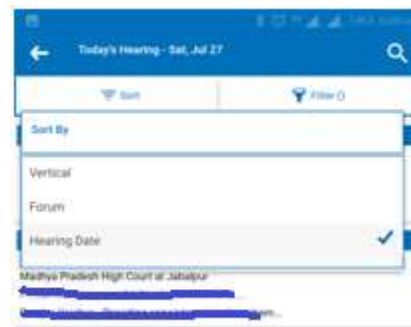 Today's Hearing - Sat, Jul 27
Sort
Filter ()
Sort By
Vertical
Forum
Hearing Date
Madhya Pradesh High Court at Jabalpur